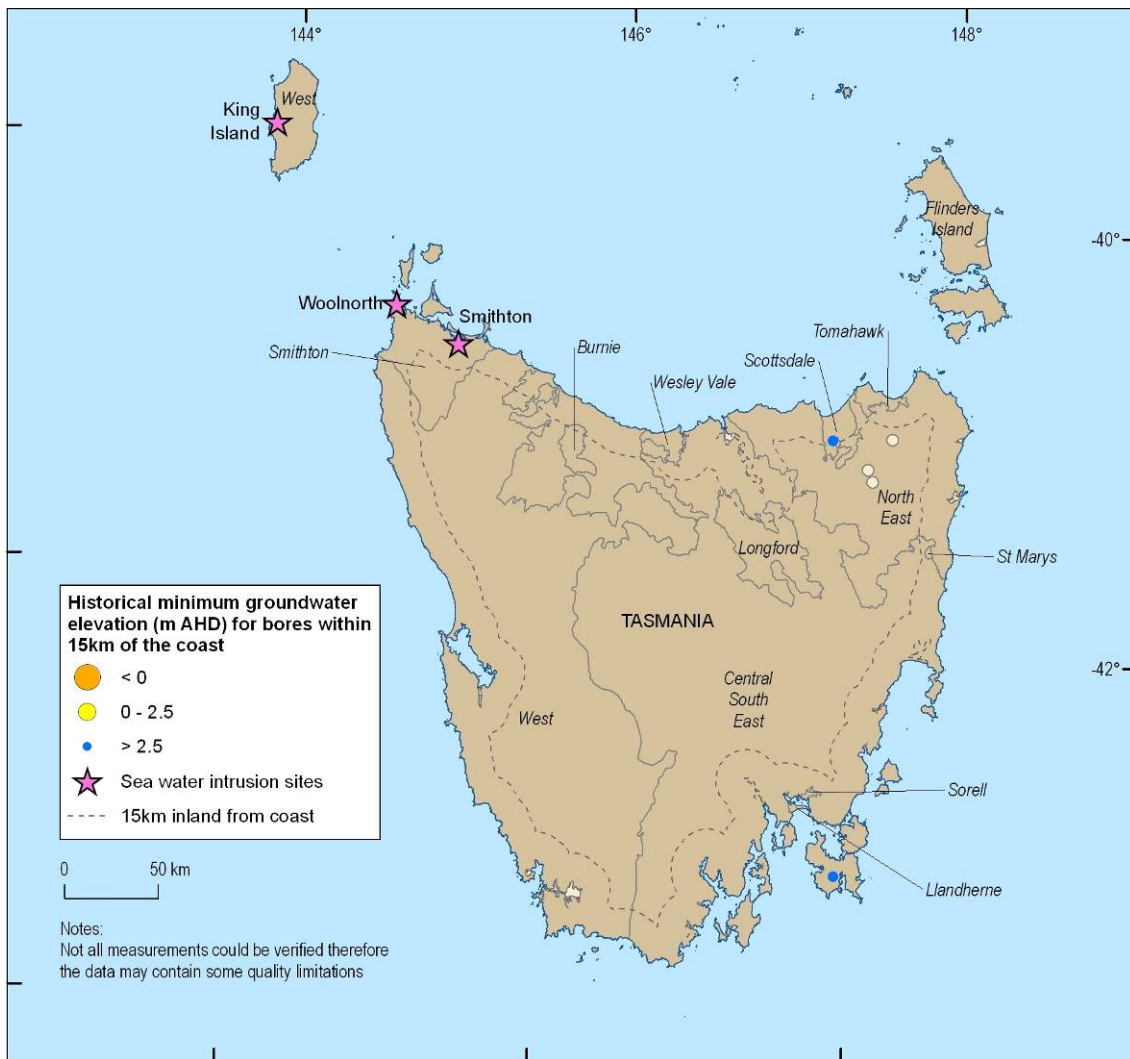 144°
146°
148°
West
King
Island
Flinders
Island
-40°
Woolnorth
Smithton
Tomahawk
Smithton
Burnie
Scottsdale
Wesley Vale
North
East
Longford
St Marys
TASMANIA
-42°
Central
South
East
West
Sorell
Llandherne
Historical minimum groundwater
elevation (m AHD) for bores within
15km of the coast
< 0
0 - 2.5
> 2.5
Sea water intrusion sites
15km inland from coast
0 50 km
Notes:
Not all measurements could be verified therefore
the data may contain some quality limitations